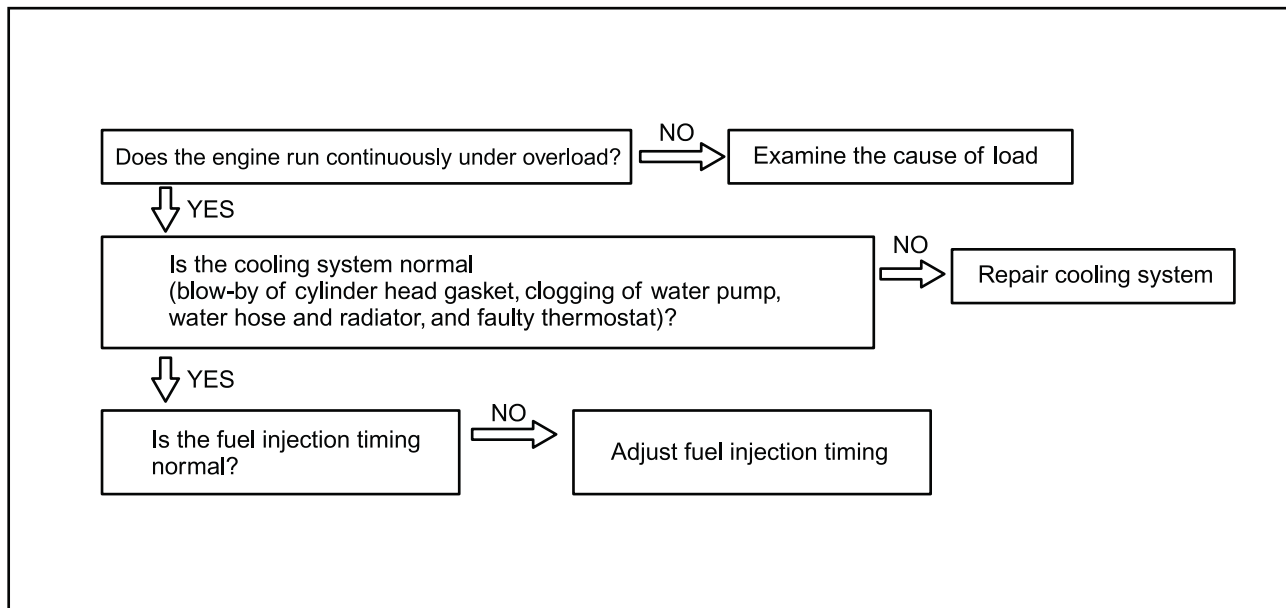 Does the engine run continuously under overload?
NO
Examine the cause of load
YES
Is the cooling system normal
(blow-by of cylinder head gasket, clogging of water pump,
water hose and radiator, and faulty thermostat)?
NO
Repair cooling system
YES
Is the fuel injection timing
normal?
NO
Adjust fuel injection timing